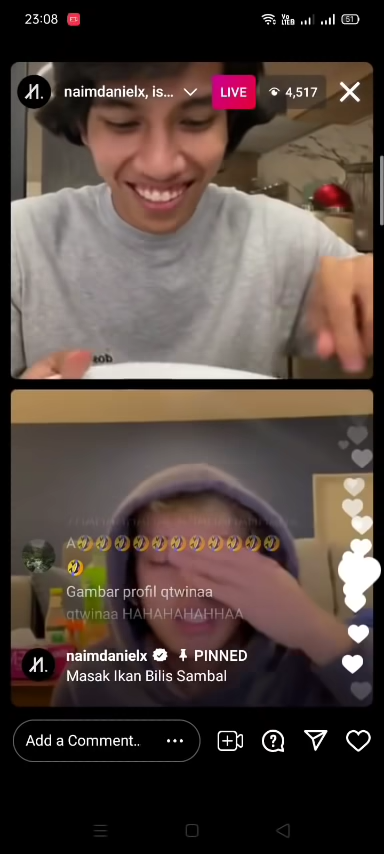 23:08
51
naimdanielx, is...
LIVE
4,517
A🤣🤣🤣🤣🤣🤣🤣🤣🤣🤣🤣
🤣
Gambar profil qtwinaa
qtwinaa HAHAHAHAHHAA
naimdanielx PINNED
Masak Ikan Bilis Sambal
Add a Comment..